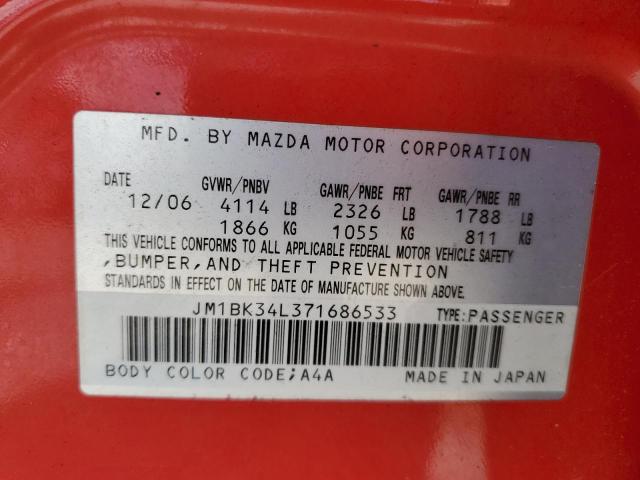 MFD. BY MAZDA MOTOR CORPORATION
DATE GVWR/PNBV GAWR/PNBE FRT GAWR/PNBE RR
12/06 4114 LB 2326 LB 1788 LB
1866 KG 1055 KG 811 KG
THIS VEHICLE CONFORMS TO ALL APPLICABLE FEDERAL MOTOR VEHICLE SAFETY
,BUMPER,AND THEFT PREVENTION
STANDARDS IN EFFECT ON THE DATE OF MANUFACTURE SHOWN ABOVE.
JM1BK34L371686533 TYPE:PASSENGER
BODY COLOR CODE;A4A MADE IN JAPAN